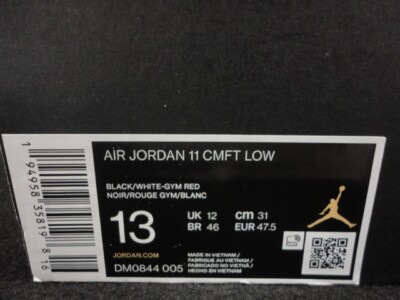 AIR JORDAN 11 CMFT LOW
BLACK/WHITE-GYM RED
NOIR/ROUGE GYM/BLANC
13
UK 12 cm 31
BR 46 EUR 47.5
JORDAN.COM
DM0844 005
MADE IN VIETNAM /
FABRIQUÉ AU VIETNAM /
FABRICADO NO VIETNÃ /
HECHO EN VIETNAM
1 94958 35819 8 16